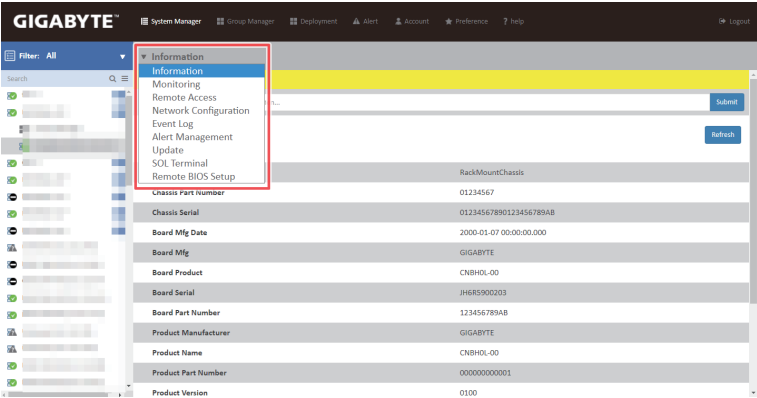 GIGABYTE™ System Manager Group Manager Deployment Alert Account Preference ? help Logout
Filter: All ▼
▼ Information
Search
Information
Monitoring
Remote Access
Network Configuration
Event Log
Alert Management
Update
SOL Terminal
Remote BIOS Setup
n...
Submit
Refresh
RackMountChassis
Chassis Part Number 01234567
Chassis Serial 01234567890123456789AB
Board Mfg Date 2000-01-07 00:00:00.000
Board Mfg GIGABYTE
Board Product CNBH0L-00
Board Serial JH6R5900203
Board Part Number 123456789AB
Product Manufacturer GIGABYTE
Product Name CNBH0L-00
Product Part Number 000000000001
Product Version 0100